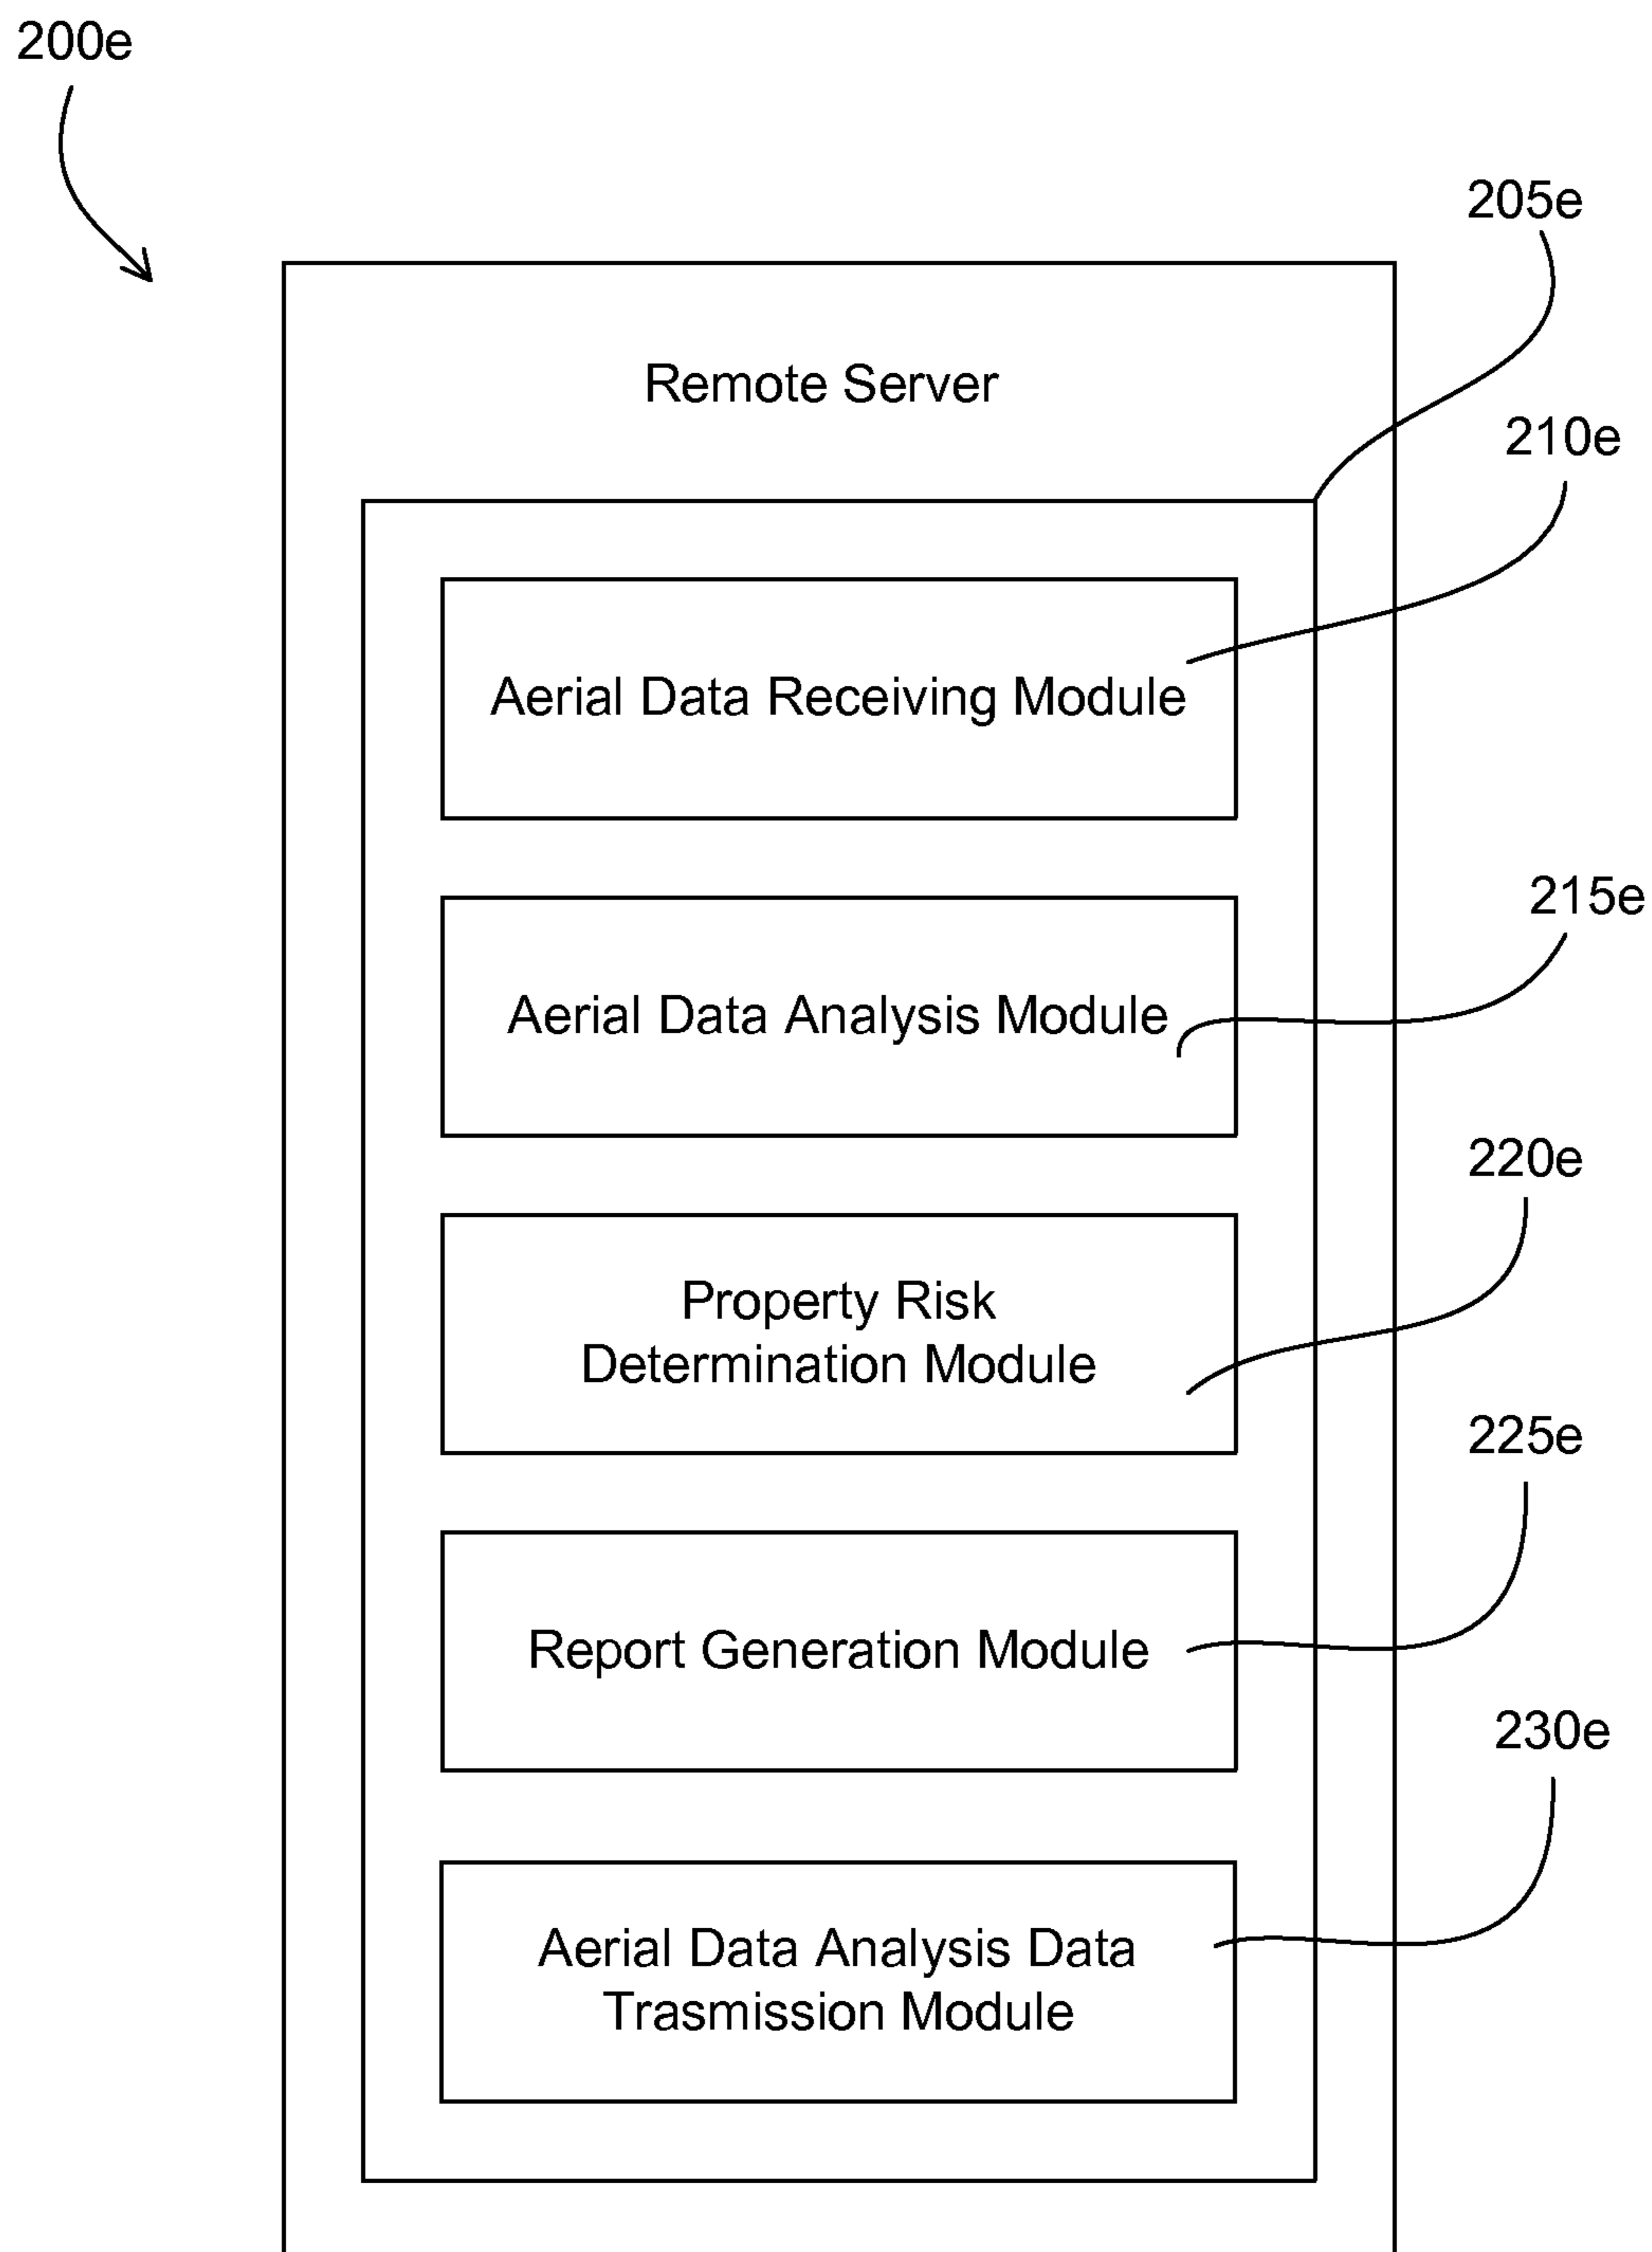 200e
205e
Remote Server
210e
Aerial Data Receiving Module
215e
Aerial Data Analysis Module
220e
Property Risk
Determination Module
225e
Report Generation Module
230e
Aerial Data Analysis Data
Trasmission Module